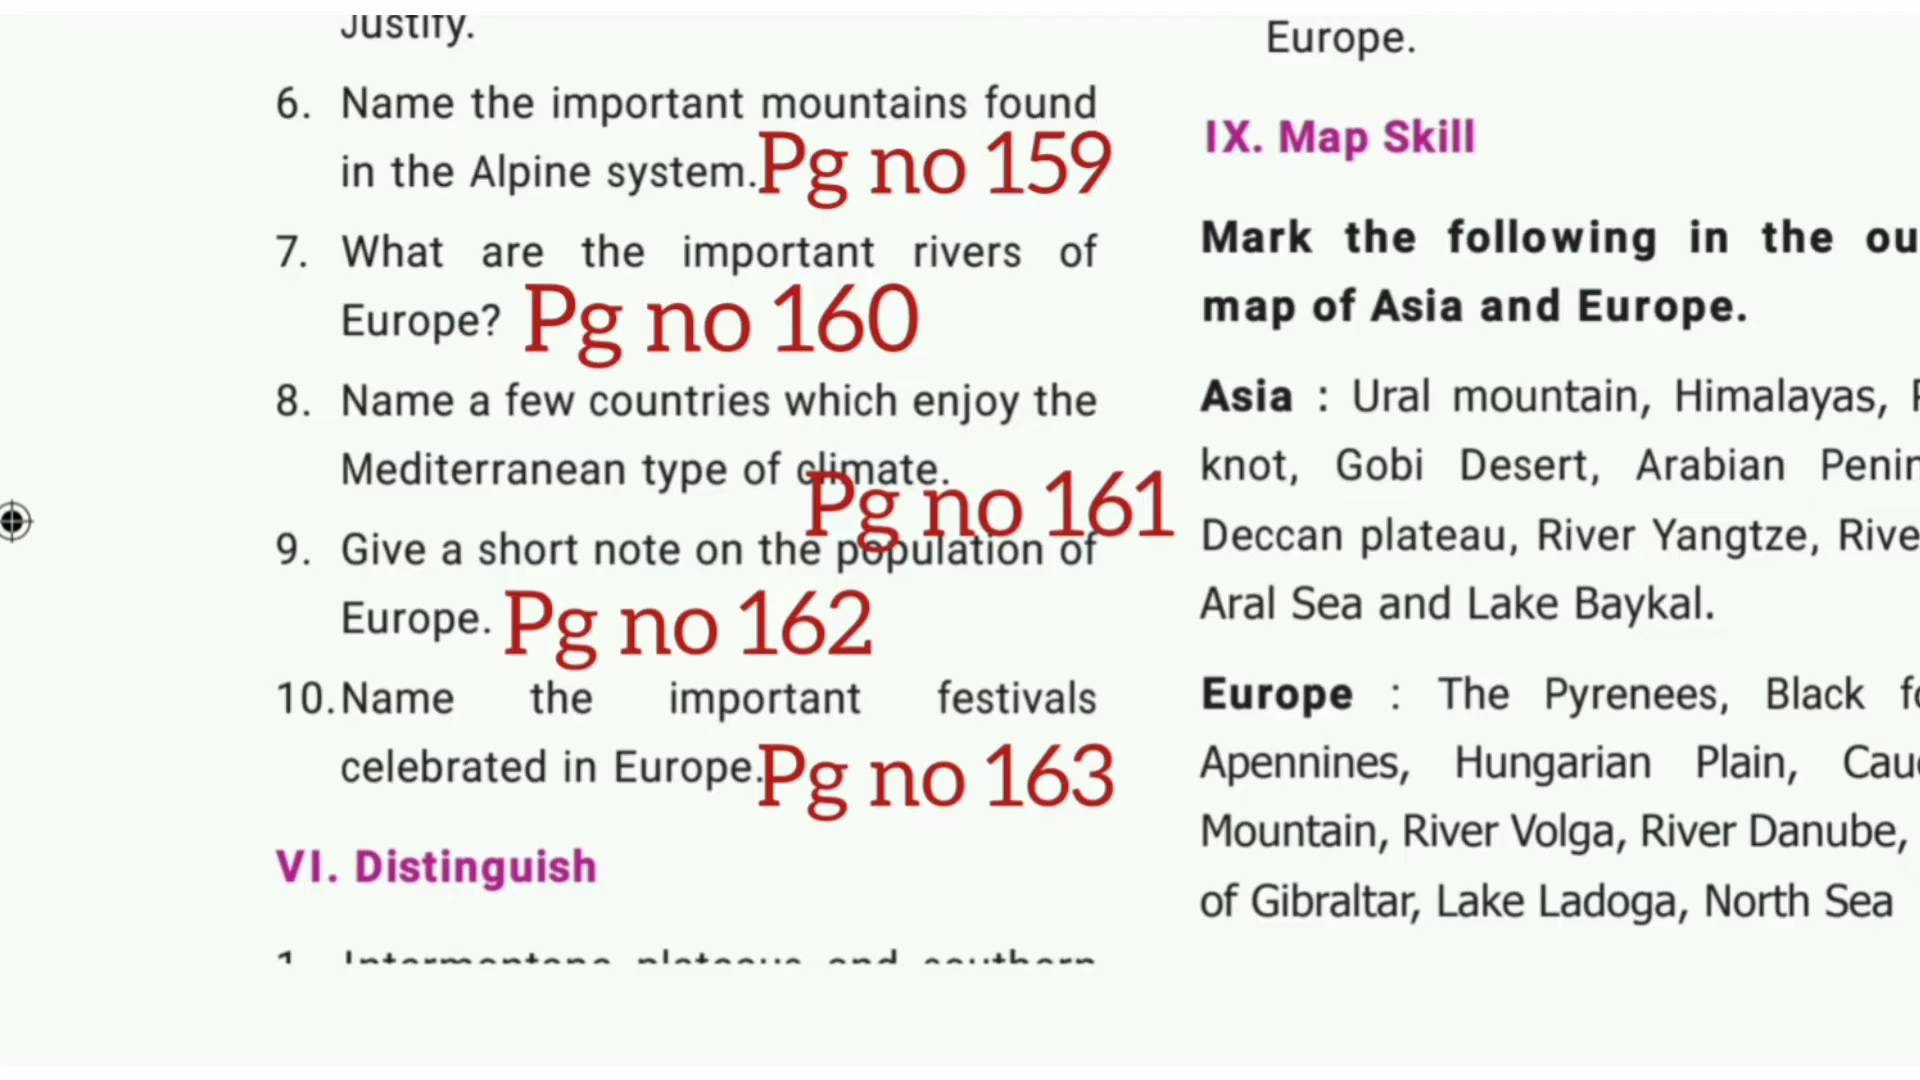 Justify.
6. Name the important mountains found
in the Alpine system. Pg no 159
7. What are the important rivers of
Europe? Pg no 160
8. Name a few countries which enjoy the
Mediterranean type of climate.
Pg no 161
9. Give a short note on the population of
Europe. Pg no 162
10. Name the important festivals
celebrated in Europe. Pg no 163
VI. Distinguish
1. Intermontane plateaus and southern
Europe.
IX. Map Skill
Mark the following in the
map of Asia and Europe.
Asia : Ural mountain, Himalayas,
knot, Gobi Desert, Arabian
Deccan plateau, River Yangtze,
Aral Sea and Lake Baykal.
Europe : The Pyrenees, Black
Apennines, Hungarian Plain,
Mountain, River Volga, River Danube,
of Gibraltar, Lake Ladoga, North Sea